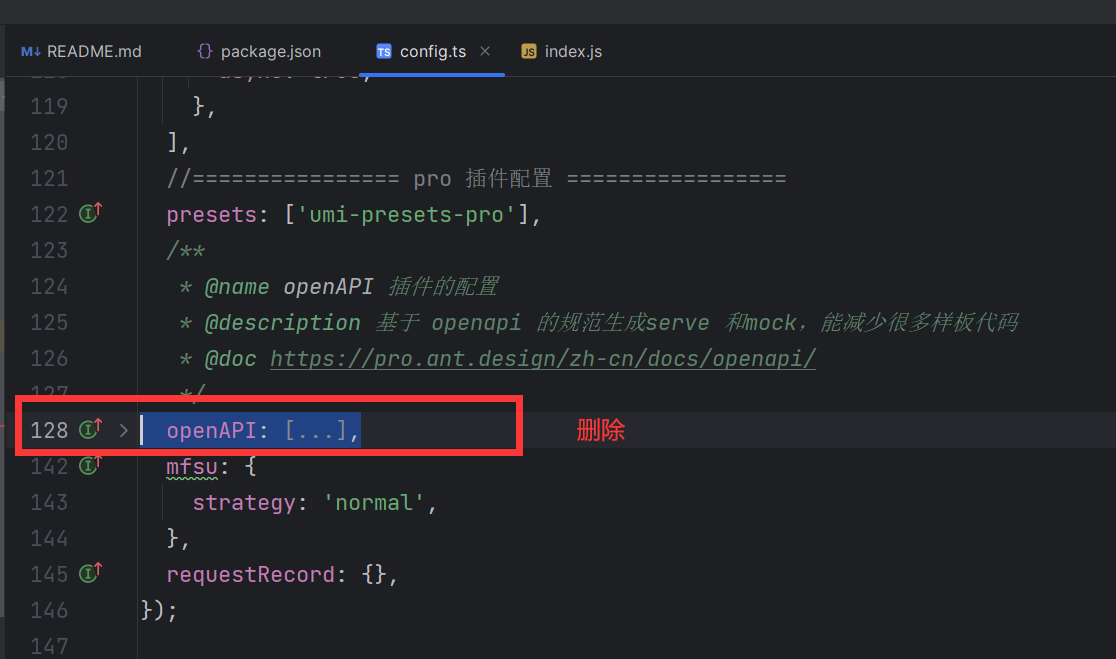 README.md package.json config.ts index.js
119 },
120 ],
121 //================ pro 插件配置 =================
122 presets: ['umi-presets-pro'],
123 /**
124 * @name openAPI 插件的配置
125 * @description 基于 openapi 的规范生成serve 和mock，能减少很多样板代码
126 * @doc https://pro.ant.design/zh-cn/docs/openapi/
127 */
128 openAPI: [...], 删除
142 mfsu: {
143 strategy: 'normal',
144 },
145 requestRecord: {},
146 });
147